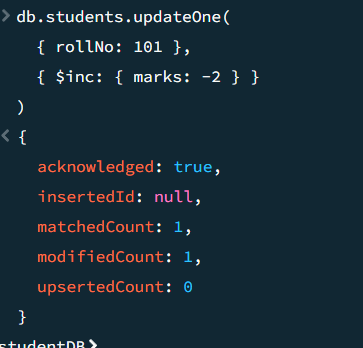 > db.students.updateOne(
{ rollNo: 101 },
{ $inc: { marks: -2 } }
)
< {
acknowledged: true,
insertedId: null,
matchedCount: 1,
modifiedCount: 1,
upsertedCount: 0
}
studentDB>